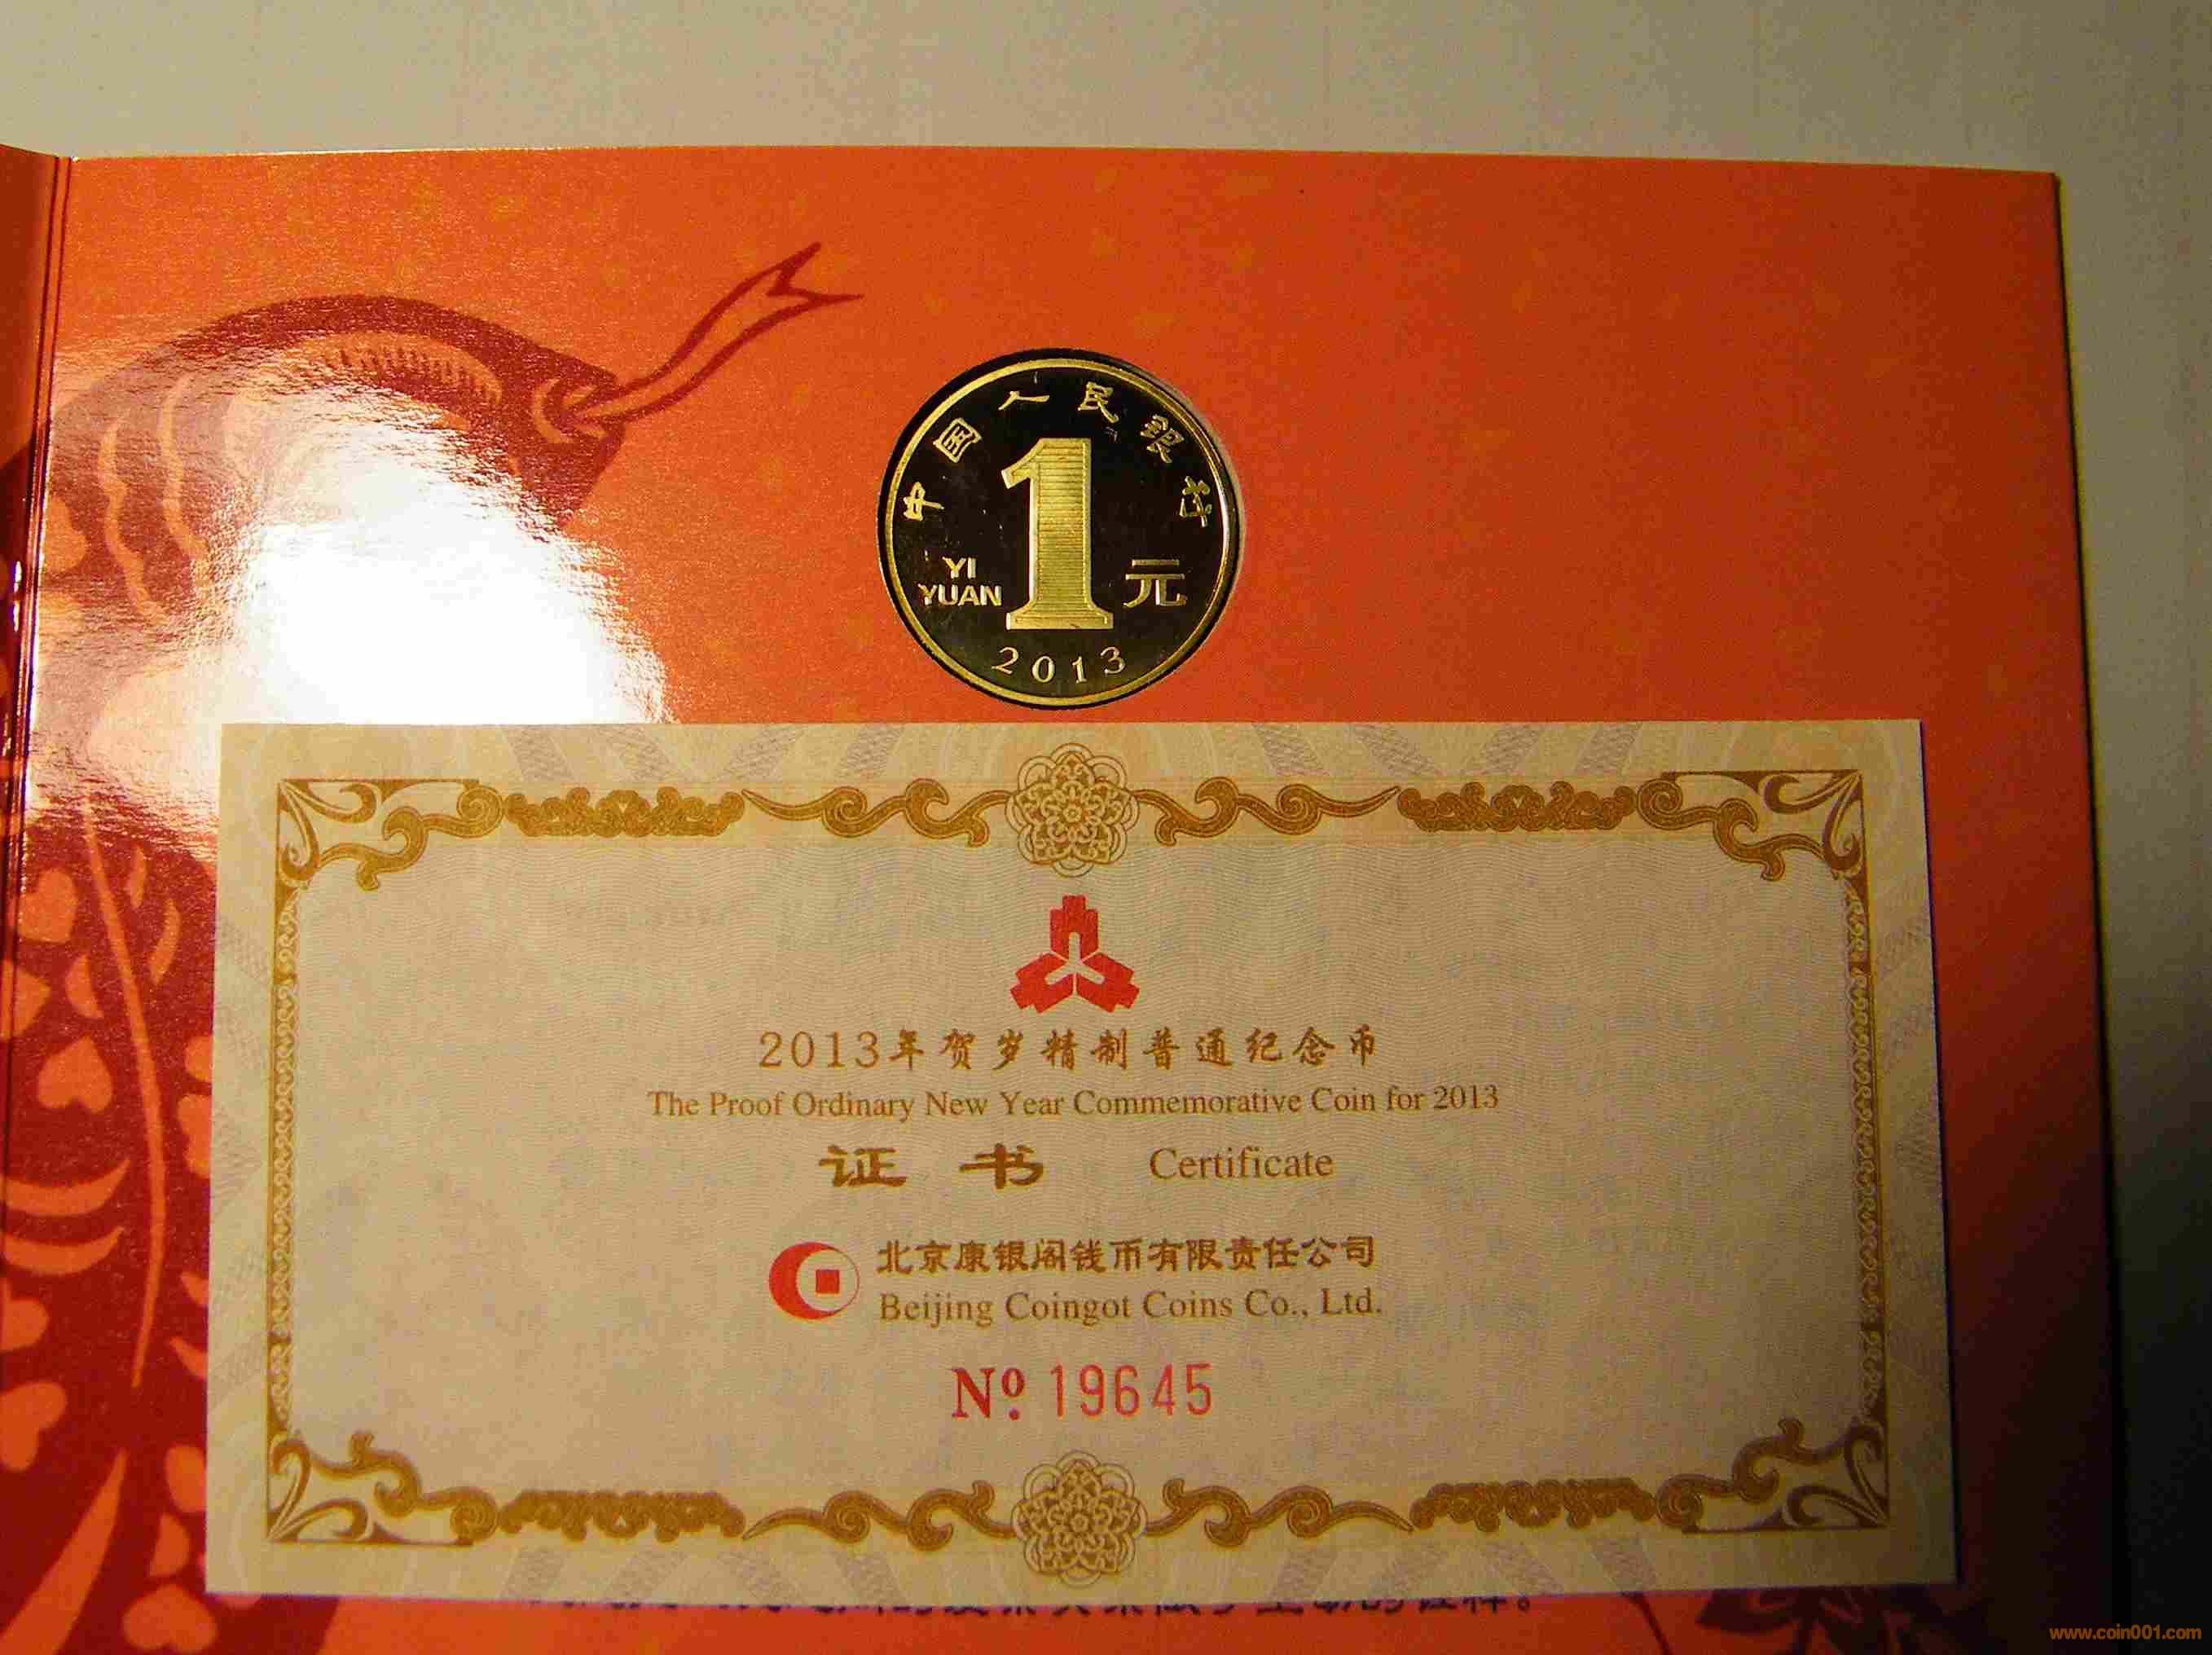 中国人民银行
YI
YUAN
1
元
2013
2013年贺岁精制普通纪念币
The Proof Ordinary New Year Commemorative Coin for 2013
证书 Certificate
北京康银阁钱币有限责任公司
Beijing Coingot Coins Co., Ltd.
Nº 19645
www.coin001.com